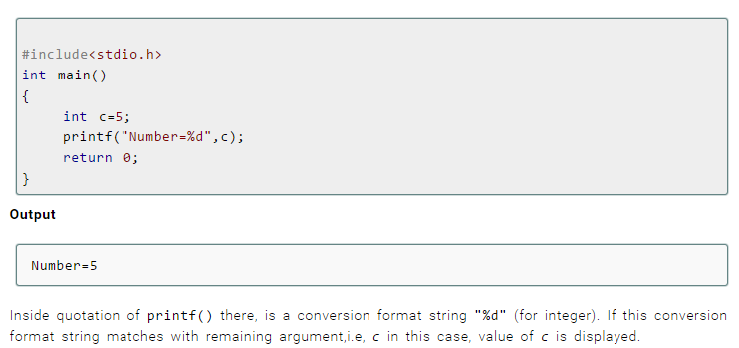 #include<stdio.h>
int main()
{
int c=5;
printf("Number=%d",c);
return 0;
}
Output
Number=5
Inside quotation of printf() there, is a conversion format string "%d" (for integer). If this conversion
format string matches with remaining argument,i.e, c in this case, value of c is displayed.